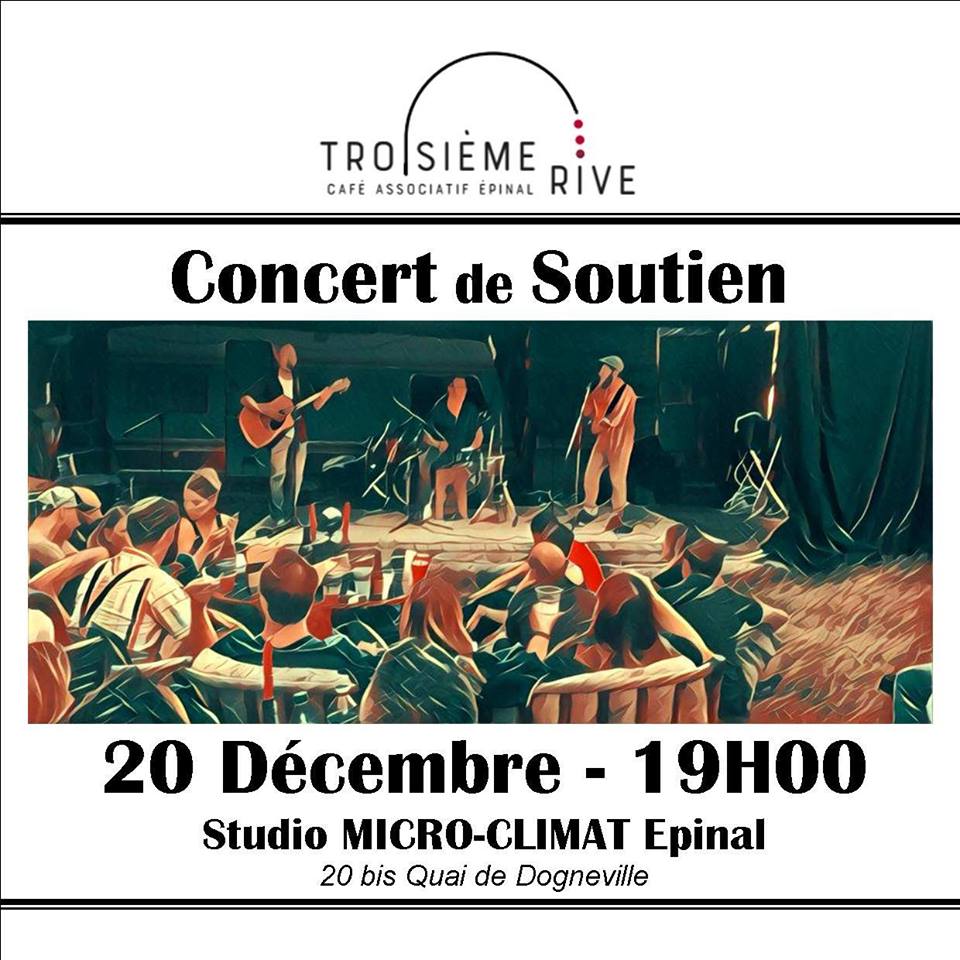 TROISIÈME
RIVE
CAFÉ ASSOCIATIF ÉPINAL
Concert de Soutien
20 Décembre - 19H00
Studio MICRO-CLIMAT Epinal
20 bis Quai de Dogneville